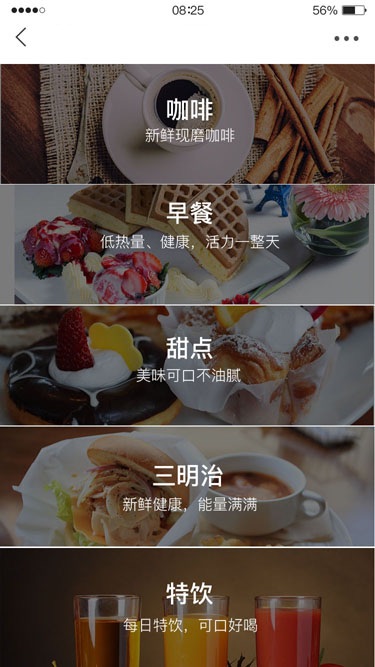 08:25
56%
咖啡
新鲜现磨咖啡
早餐
低热量、健康，活力一整天
甜点
美味可口不油腻
三明治
新鲜健康，能量满满
特饮
每日特饮，可口好喝